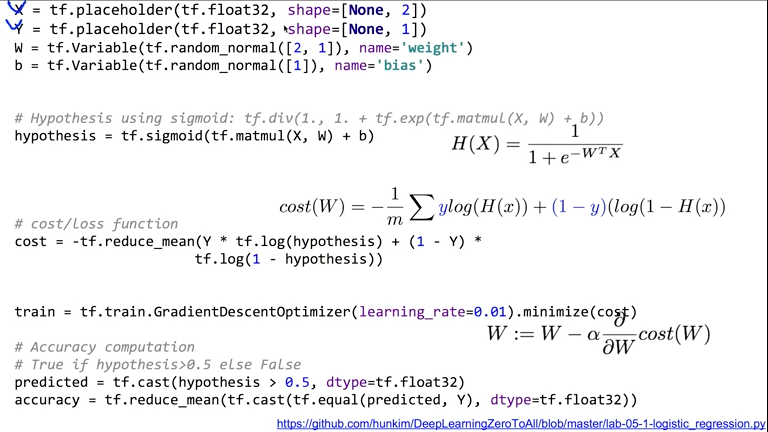 X = tf.placeholder(tf.float32, shape=[None, 2])
Y = tf.placeholder(tf.float32, shape=[None, 1])
W = tf.Variable(tf.random_normal([2, 1]), name='weight')
b = tf.Variable(tf.random_normal([1]), name='bias')
# Hypothesis using sigmoid: tf.div(1., 1. + tf.exp(tf.matmul(X, W) + b))
hypothesis = tf.sigmoid(tf.matmul(X, W) + b)
H(X) = \frac{1}{1 + e^{-W^T X}}
cost(W) = -\frac{1}{m} \sum ylog(H(x)) + (1 - y)(log(1 - H(x))
# cost/loss function
cost = -tf.reduce_mean(Y * tf.log(hypothesis) + (1 - Y) *
tf.log(1 - hypothesis))
train = tf.train.GradientDescentOptimizer(learning_rate=0.01).minimize(cost)
W := W - α\frac{∂}{∂W}cost(W)
# Accuracy computation
# True if hypothesis>0.5 else False
predicted = tf.cast(hypothesis > 0.5, dtype=tf.float32)
accuracy = tf.reduce_mean(tf.cast(tf.equal(predicted, Y), dtype=tf.float32))
https://github.com/hunkim/DeepLearningZeroToAll/blob/master/lab-05-1-logistic_regression.py